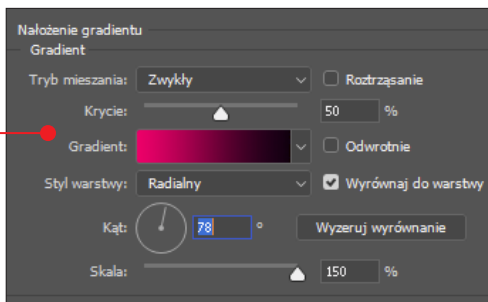 Nałożenie gradientu
Gradient
Tryb mieszania: Zwykły Roztrząsanie
Krycie: 50 %
Gradient: Odwrotnie
Styl warstwy: Radialny Wyrównaj do warstwy
Kąt: 78 ° Wyzeruj wyrównanie
Skala: 150 %